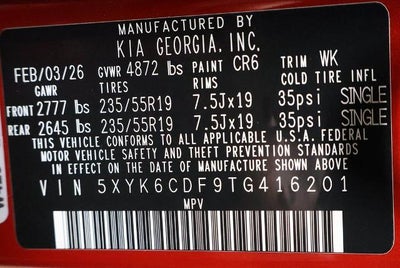 MANUFACTURED BY
KIA GEORGIA, INC.
FEB/03/26 GVWR 4872 lbs PAINT CR6 TRIM WK
GAWR TIRES RIMS COLD TIRE INFL
FRONT 2777 lbs 235/55R19 7.5Jx19 35psi SINGLE
REAR 2645 lbs 235/55R19 7.5Jx19 35psi SINGLE
THIS VEHICLE CONFORMS TO ALL APPLICABLE U.S.A. FEDERAL
MOTOR VEHICLE SAFETY AND THEFT PREVENTION STANDARDS
IN EFFECT ON THE DATE OF MANUFACTURE SHOWN ABOVE
VIN 5XYK6CDF9TG416201
MPV